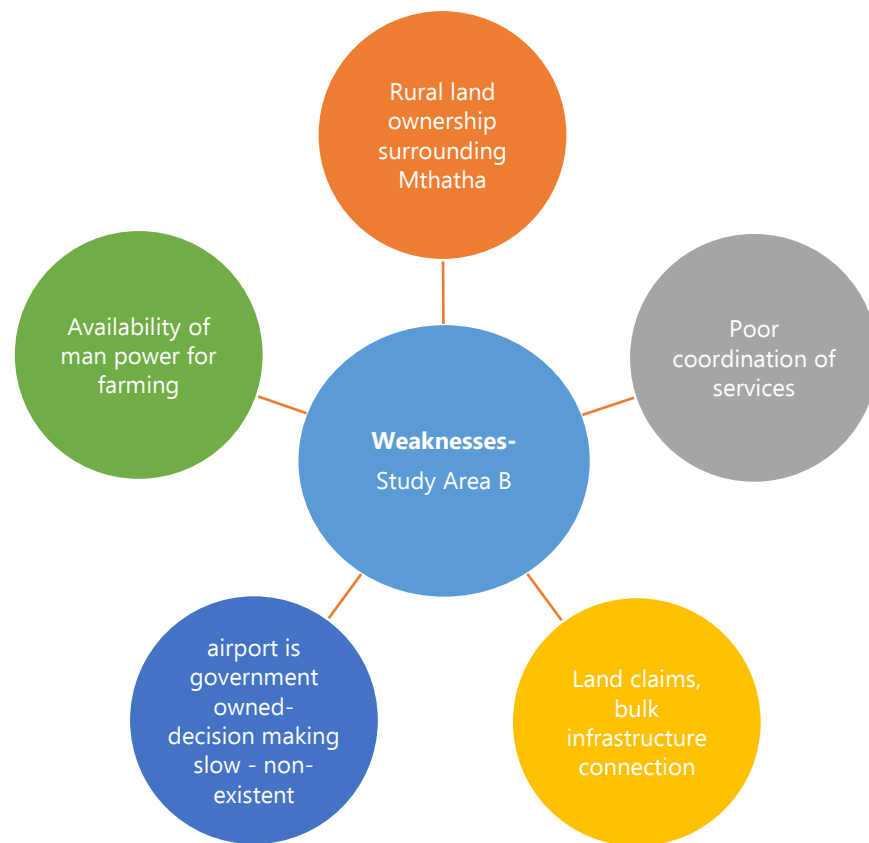 Rural land
ownership
surrounding
Mthatha
Availability of
man power for
farming
Poor
coordination of
services
Weaknesses-
Study Area B
airport is
government
owned-
decision making
slow - non-
existent
Land claims,
bulk
infrastructure
connection